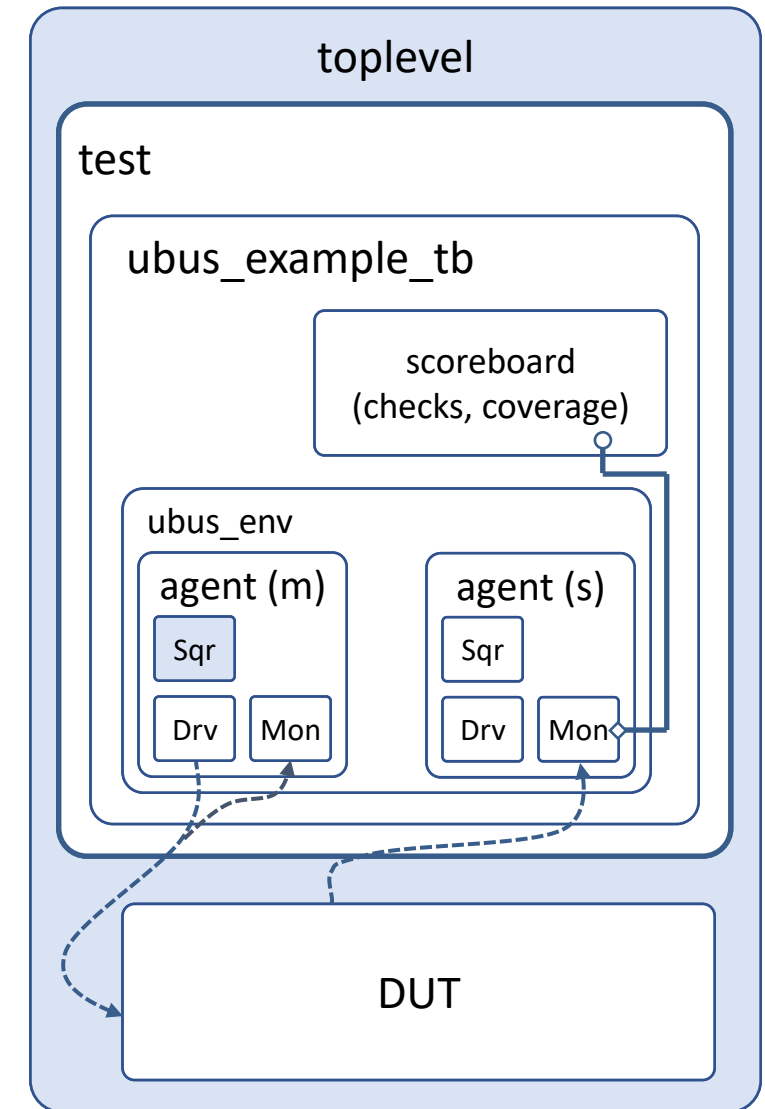 toplevel
test
ubus_example_tb
scoreboard
(checks, coverage)
ubus_env
agent (m)
Sqr
Drv
Mon
agent (s)
Sqr
Drv
Mon
DUT